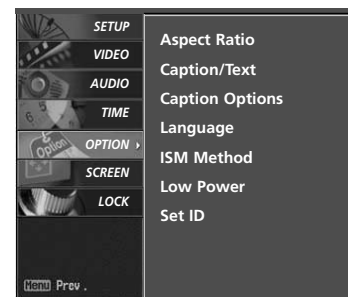 SETUP
VIDEO
AUDIO
TIME
OPTION
SCREEN
LOCK
Aspect Ratio
Caption/Text
Caption Options
Language
ISM Method
Low Power
Set ID
Option
Menu Prev.